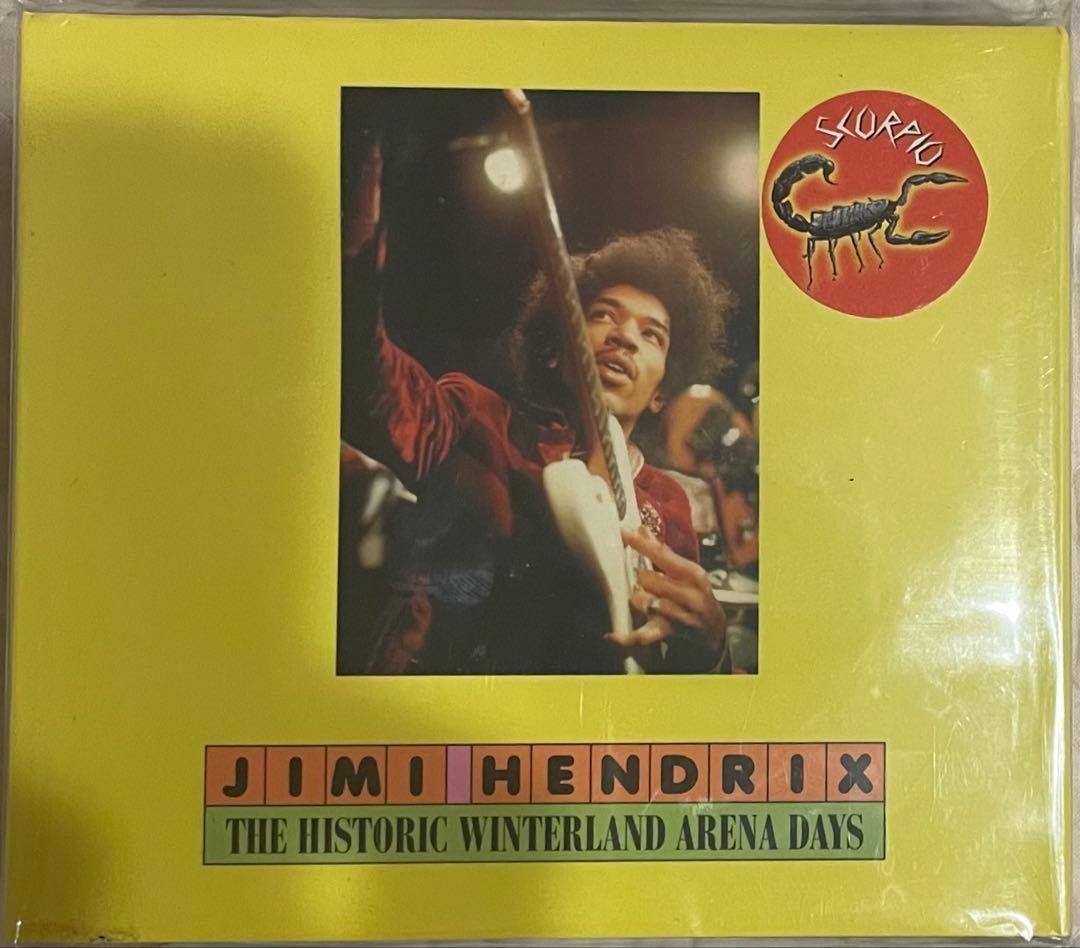 SCORPIO
JIMI HENDRIX
THE HISTORIC WINTERLAND ARENA DAYS